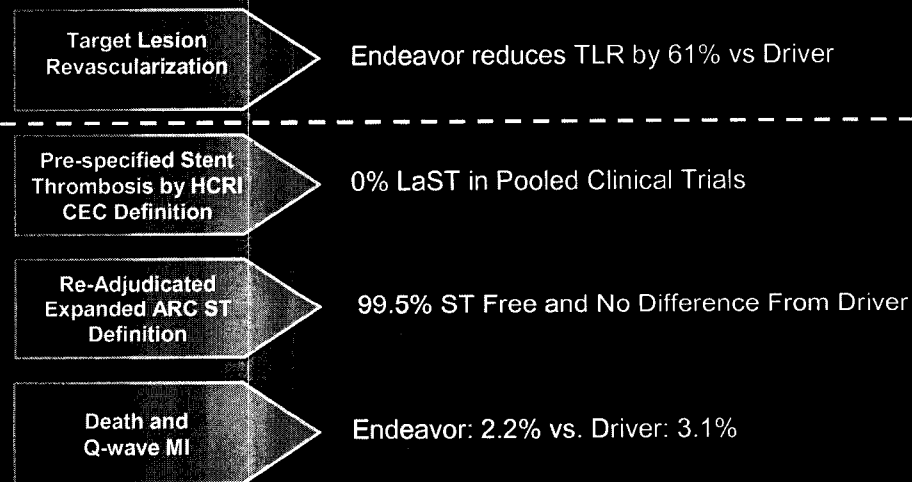 Target Lesion
Revascularization
Endeavor reduces TLR by 61% vs Driver
Pre-specified Stent
Thrombosis by HCRI
CEC Definition
0% LaST in Pooled Clinical Trials
Re-Adjudicated
Expanded ARC ST
Definition
99.5% ST Free and No Difference From Driver
Death and
Q-wave MI
Endeavor: 2.2% vs. Driver: 3.1%